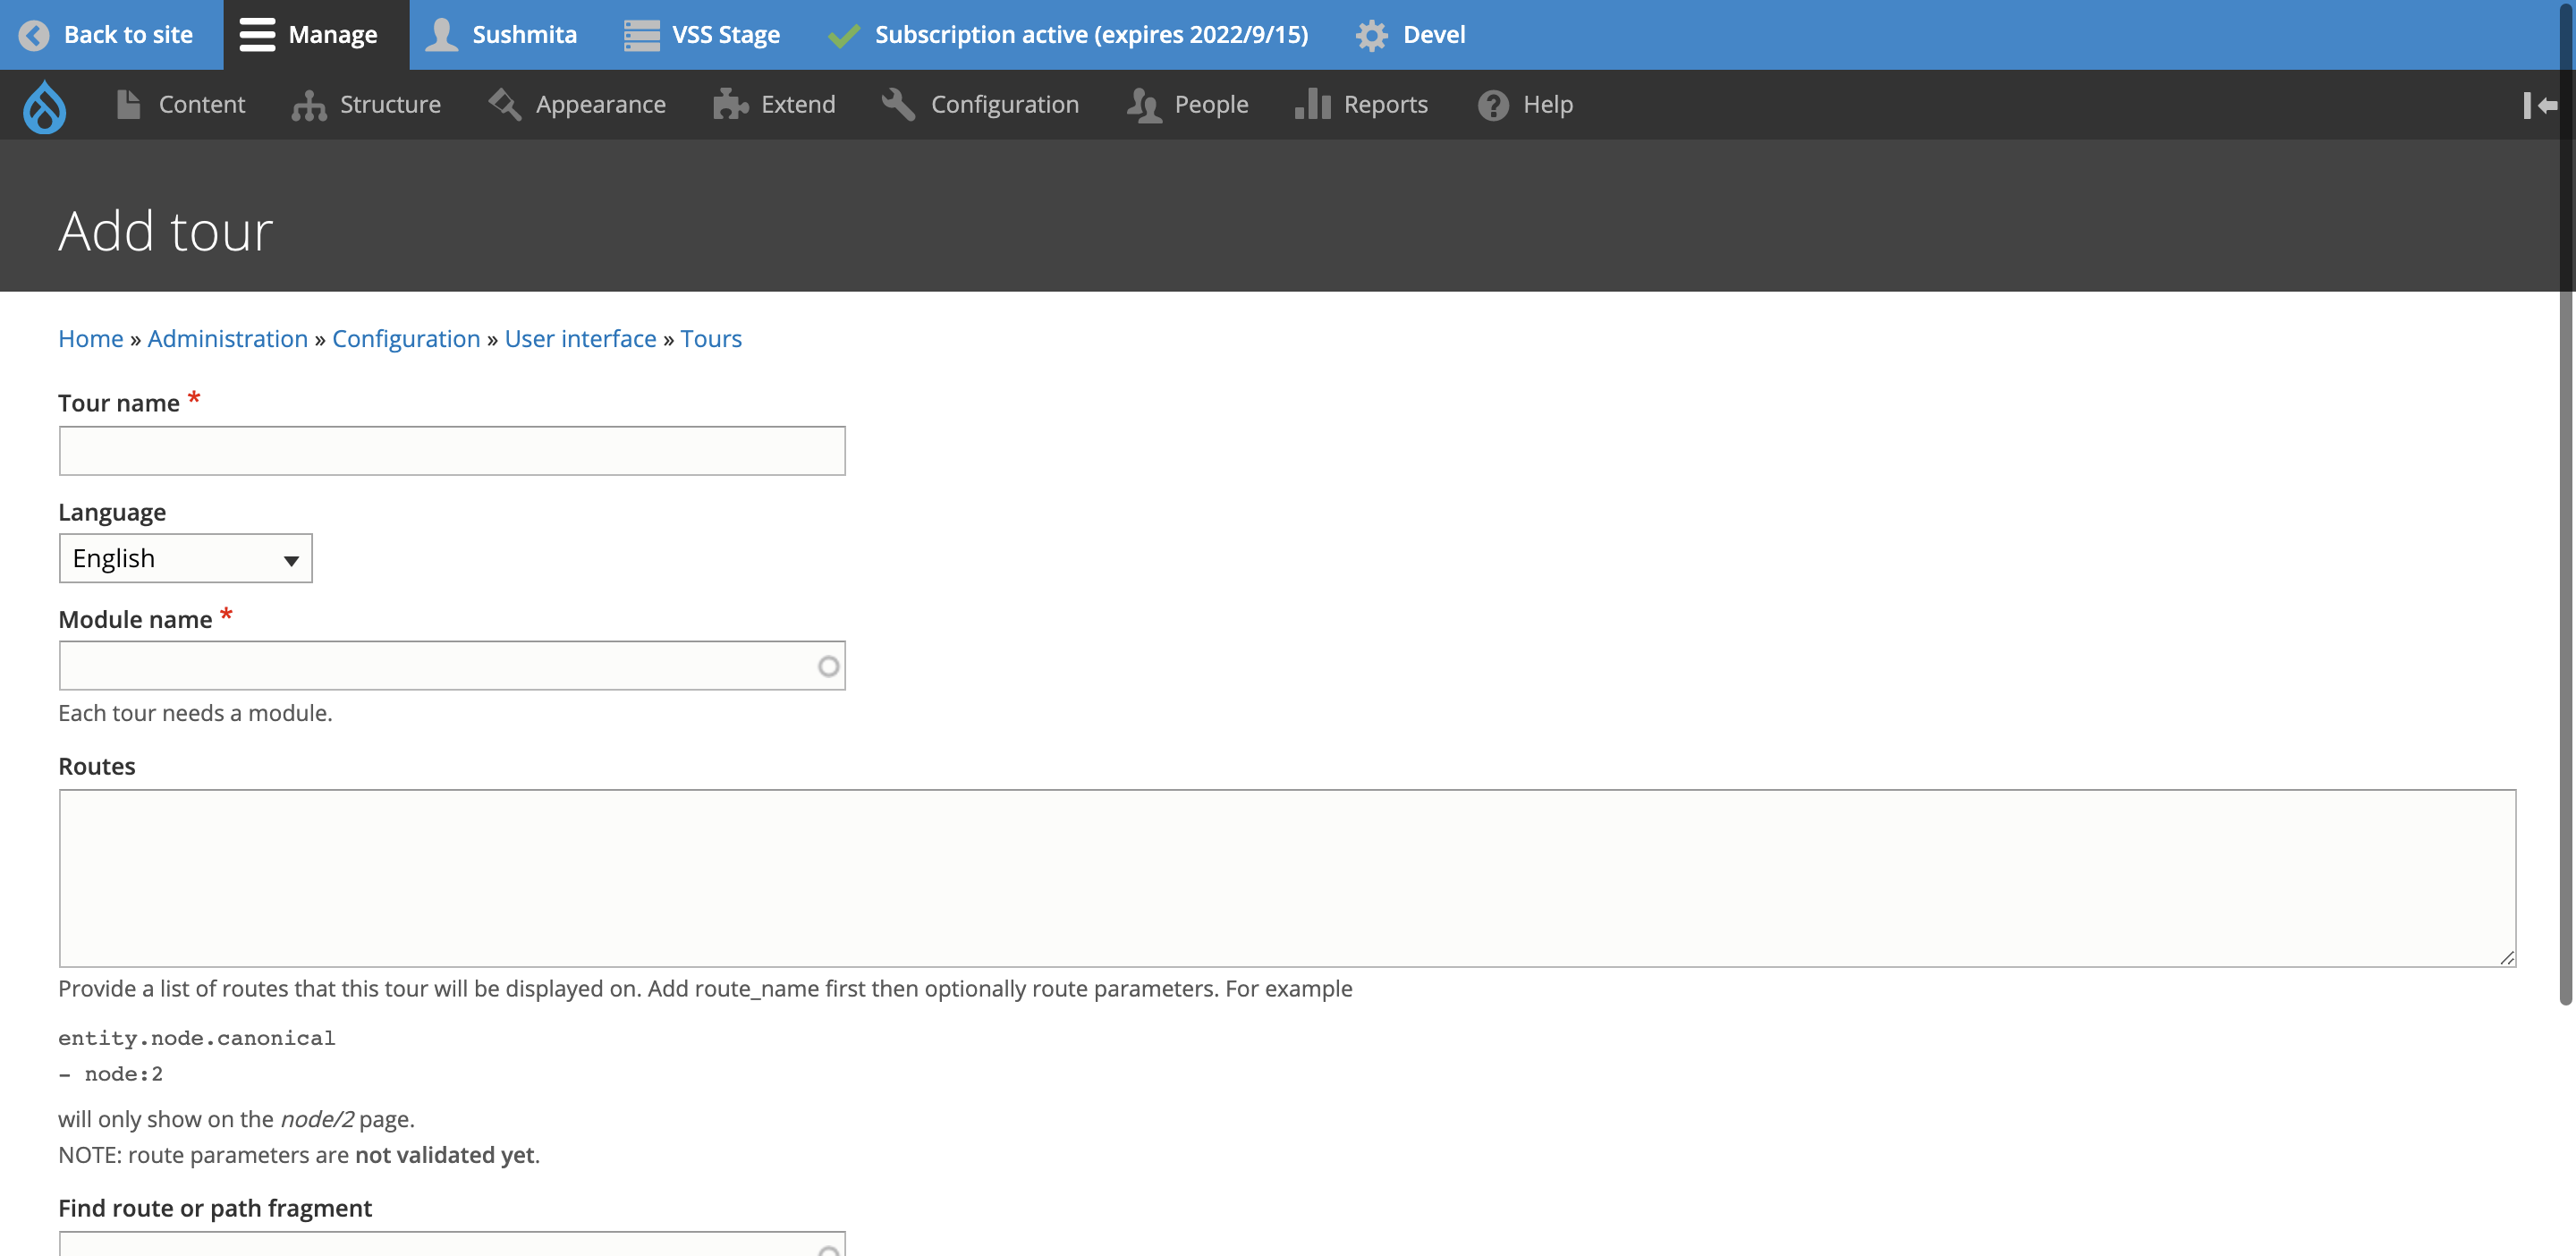 Back to site Manage Sushmita VSS Stage Subscription active (expires 2022/9/15) Devel
Content Structure Appearance Extend Configuration People Reports Help
Add tour
Home » Administration » Configuration » User interface » Tours
Tour name *
Language
English
Module name *
Each tour needs a module.
Routes
Provide a list of routes that this tour will be displayed on. Add route_name first then optionally route parameters. For example
entity.node.canonical
- node:2
will only show on the node/2 page.
NOTE: route parameters are not validated yet.
Find route or path fragment